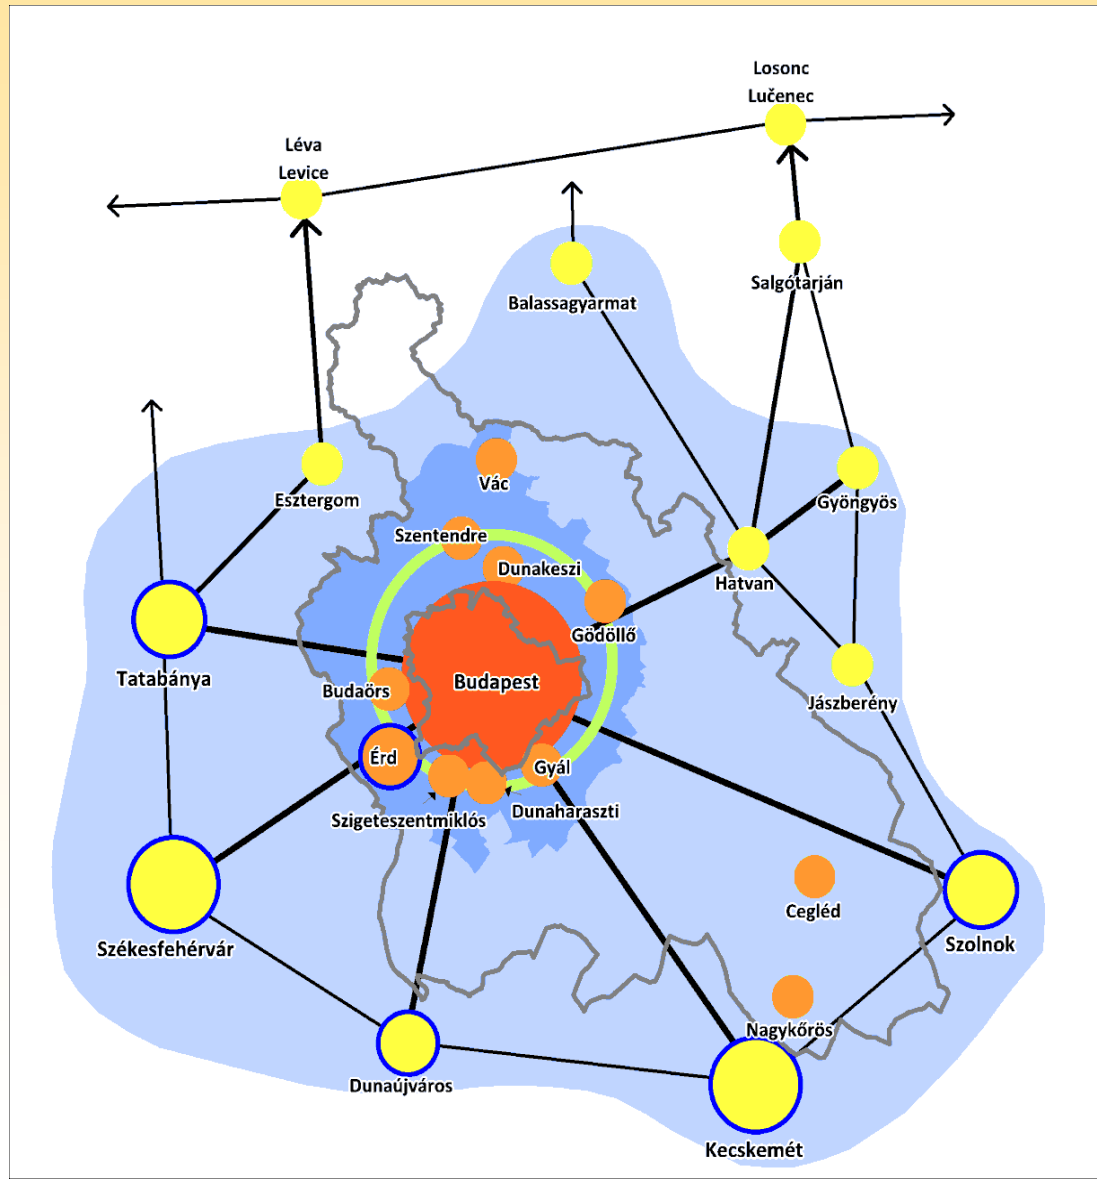 Losonc
Lučenec
Léva
Levice
Salgótarján
Balassagyarmat
Vác
Esztergom
Gyöngyös
Szentendre
Dunakeszi
Hatvan
Gödöllő
Tatabánya
Budapest
Budaörs
Jászberény
Érd
Gyál
Szigeteszentmiklós
Dunaharaszti
Cegléd
Székesfehérvár
Szolnok
Nagykőrös
Dunaújváros
Kecskemét